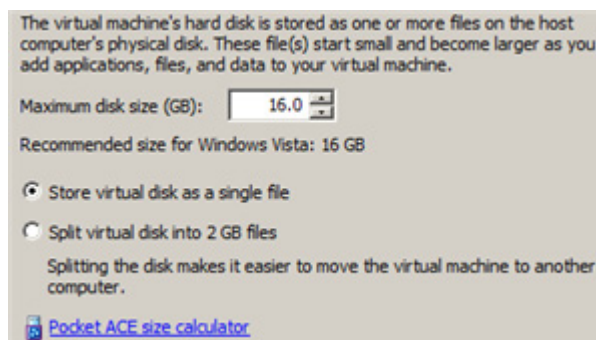 The virtual machine's hard disk is stored as one or more files on the host
computer's physical disk. These file(s) start small and become larger as you
add applications, files, and data to your virtual machine.
Maximum disk size (GB): 16.0
Recommended size for Windows Vista: 16 GB
Store virtual disk as a single file
Split virtual disk into 2 GB files
Splitting the disk makes it easier to move the virtual machine to another
computer.
Pocket ACE size calculator